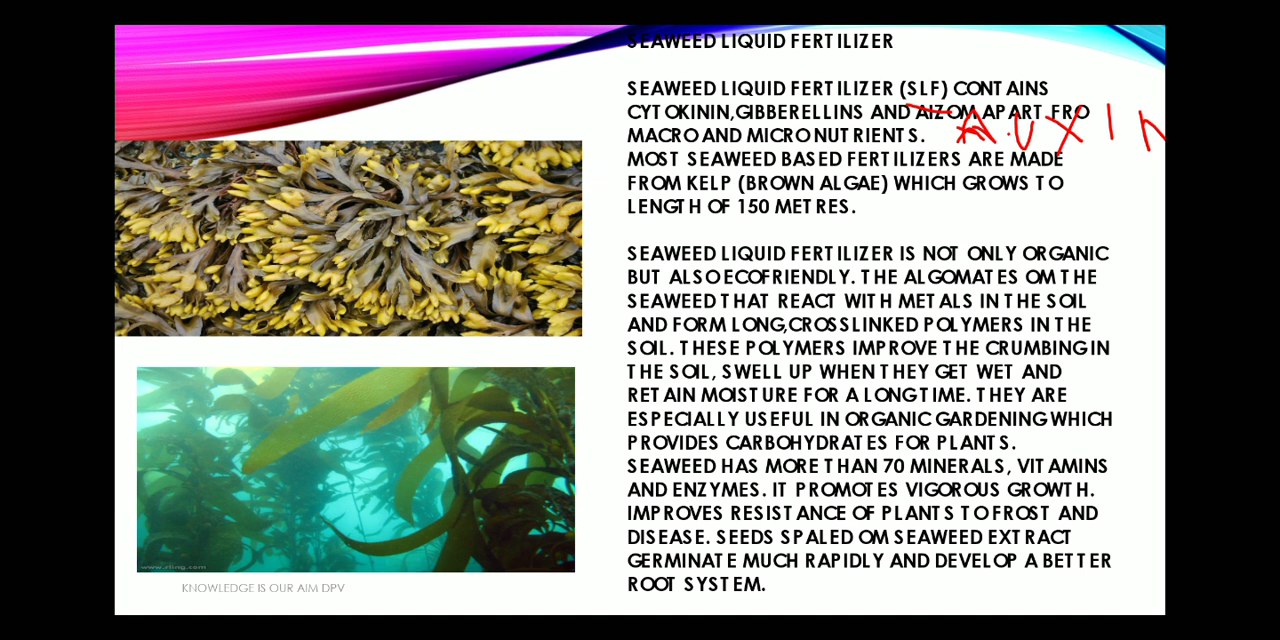 SEAWEED LIQUID FERTILIZER
SEAWEED LIQUID FERTILIZER (SLF) CONTAINS
CYTOKININ,GIBBERELLINS AND AIZOM APART FRO
AUXIN
MACRO AND MICRO NUTRIENTS.
MOST SEAWEED BASED FERTILIZERS ARE MADE
FROM KELP (BROWN ALGAE) WHICH GROWS TO
LENGTH OF 150 METRES.
SEAWEED LIQUID FERTILIZER IS NOT ONLY ORGANIC
BUT ALSO ECOFRIENDLY. THE ALGOMATES OM THE
SEAWEED THAT REACT WITH METALS IN THE SOIL
AND FORM LONG,CROSSLINKED POLYMERS IN THE
SOIL. THESE POLYMERS IMPROVE THE CRUMBING IN
THE SOIL, SWELL UP WHEN THEY GET WET AND
RETAIN MOISTURE FOR A LONGTIME. THEY ARE
ESPECIALLY USEFUL IN ORGANIC GARDENING WHICH
PROVIDES CARBOHYDRATES FOR PLANTS.
SEAWEED HAS MORE THAN 70 MINERALS, VITAMINS
AND ENZYMES. IT PROMOTES VIGOROUS GROWTH.
IMPROVES RESISTANCE OF PLANTS TO FROST AND
DISEASE. SEEDS SPALED OM SEAWEED EXTRACT
GERMINATE MUCH RAPIDLY AND DEVELOP A BETTER
ROOT SYSTEM.
KNOWLEDGE IS OUR AIM DPV